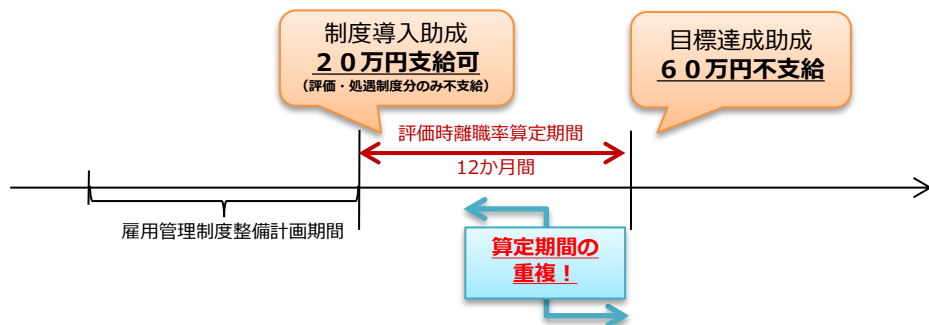 制度導入助成
２０万円支給可
（評価・処遇制度分のみ不支給）
目標達成助成
６０万円不支給
評価時離職率算定期間
12か月間
雇用管理制度整備計画期間
算定期間の
重複！